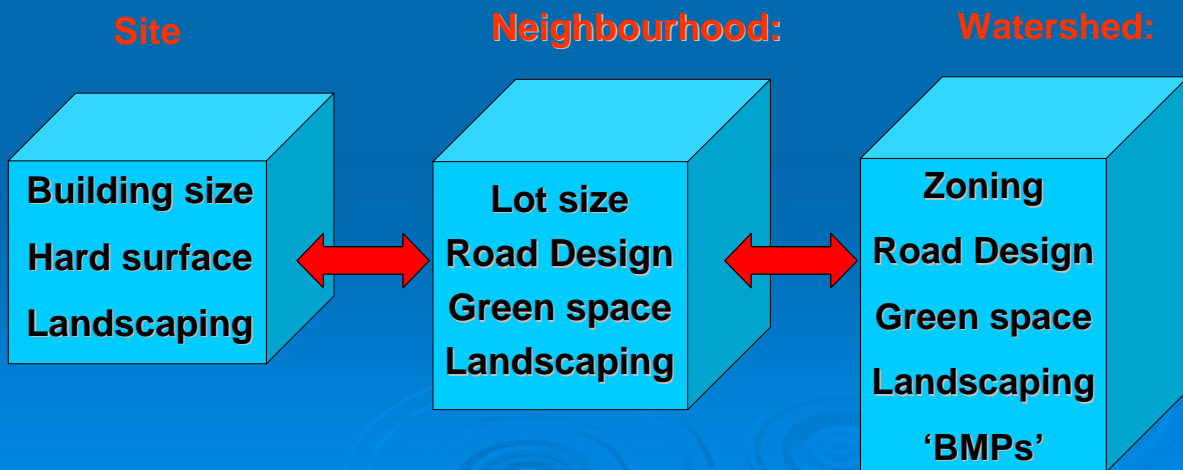 Site
Building size
Hard surface
Landscaping
Neighbourhood:
Lot size
Road Design
Green space
Landscaping
Watershed:
Zoning
Road Design
Green space
Landscaping
‘BMPs’